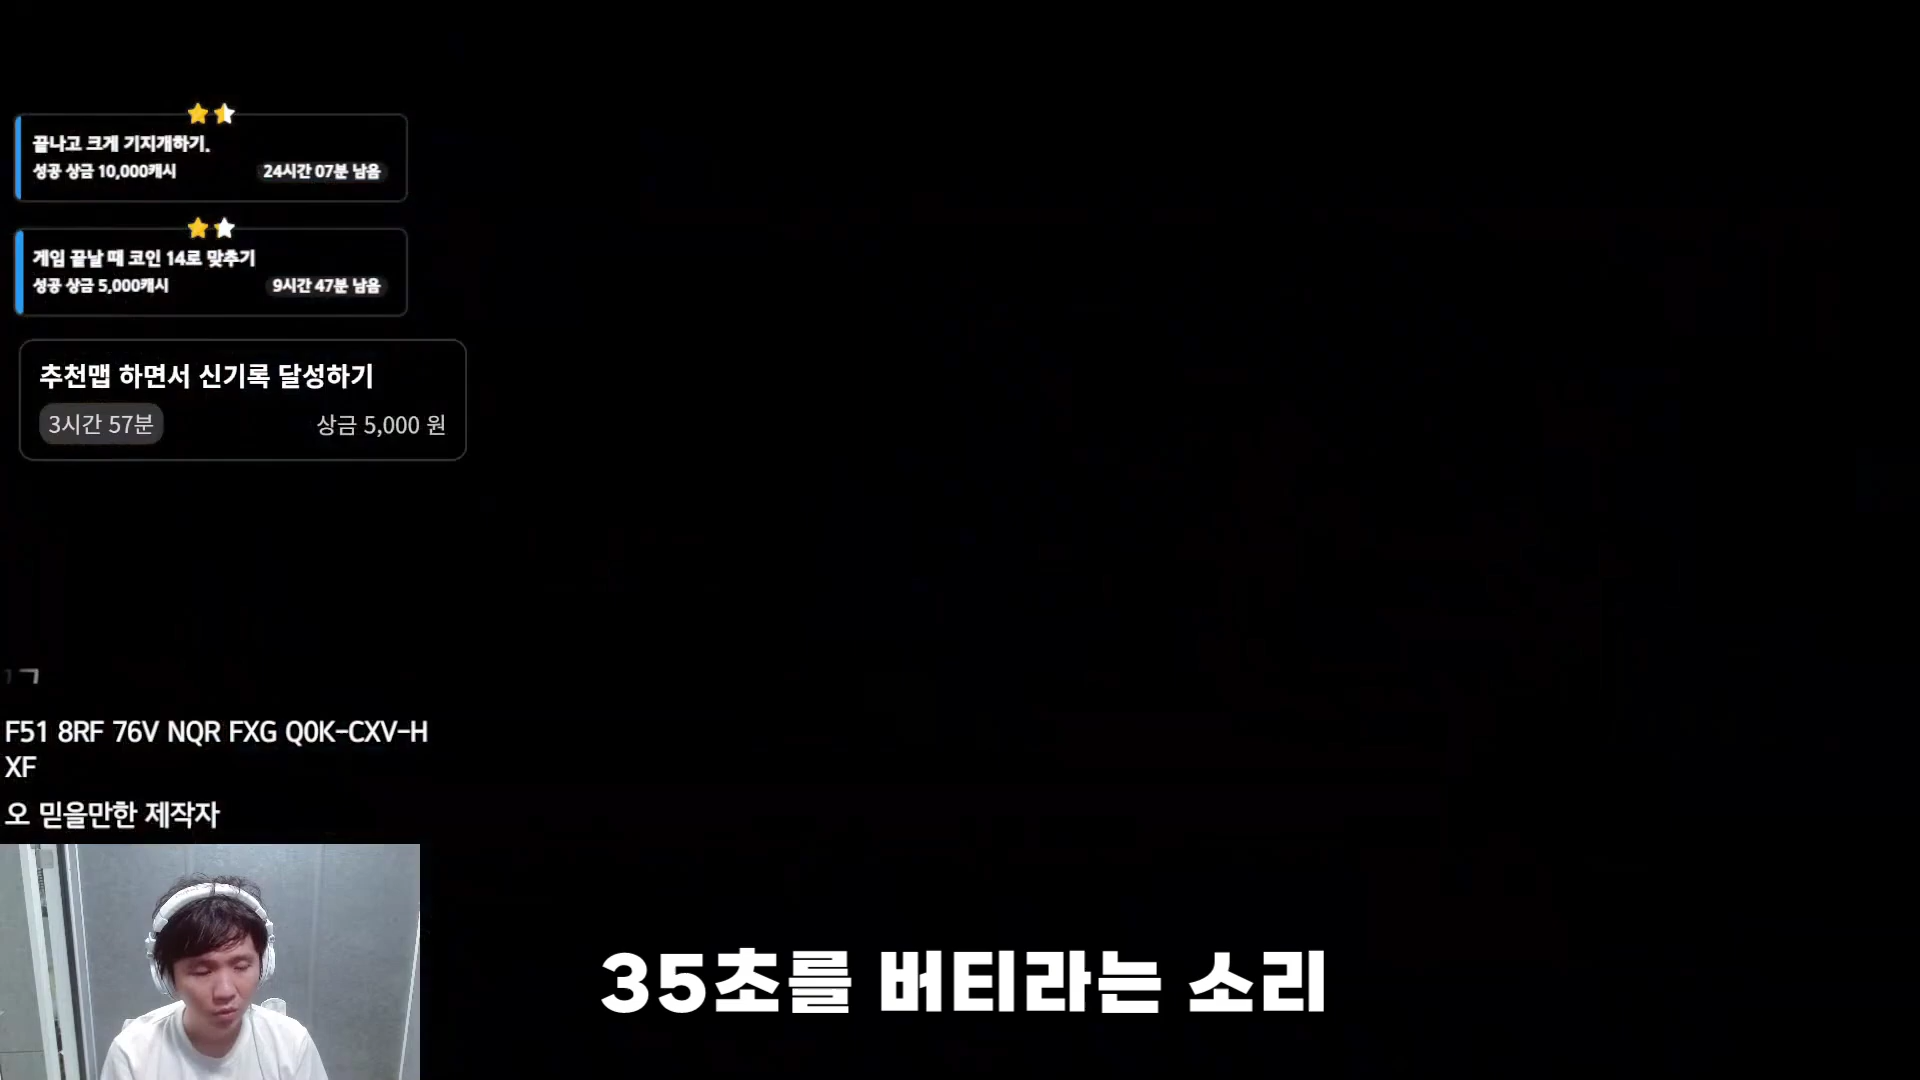 끝나고 크게 기지개하기.
성공 상금 10,000캐시 24시간 07분 남음
게임 끝날 때 코인 14로 맞추기
성공 상금 5,000캐시 9시간 47분 남음
추천맵 하면서 신기록 달성하기
3시간 57분 상금 5,000 원
F51 8RF 76V NQR FXG Q0K-CXV-H
XF
오 믿을만한 제작자
35초를 버티라는 소리